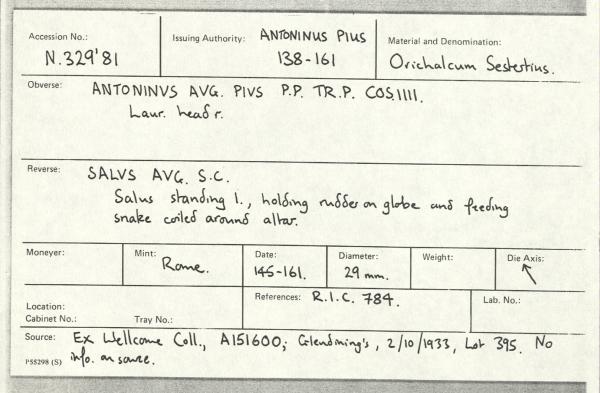 Accession No.: Issuing Authority: ANTONINUS PIUS Material and Denomination:
N.329'81 138-161 Orichalcum Sestertius.
Obverse: ANTONINVS AVG. PIVS P.P. TR.P. COS.IIII.
Laur. head r.
Reverse: SALVS AVG. S.C.
Salus standing l., holding rudder on globe and feeding
snake coiled around altar.
Moneyer: Mint: Date: Diameter: Weight: Die Axis:
Rome. 145-161. 29 mm. ↖
Location: References: R.I.C. 784. Lab. No.:
Cabinet No.: Tray No.:
Source: Ex Wellcome Coll., A151600; Glendining's, 2/10/1933, Lot 395. No
P55298 (S) info. on source.